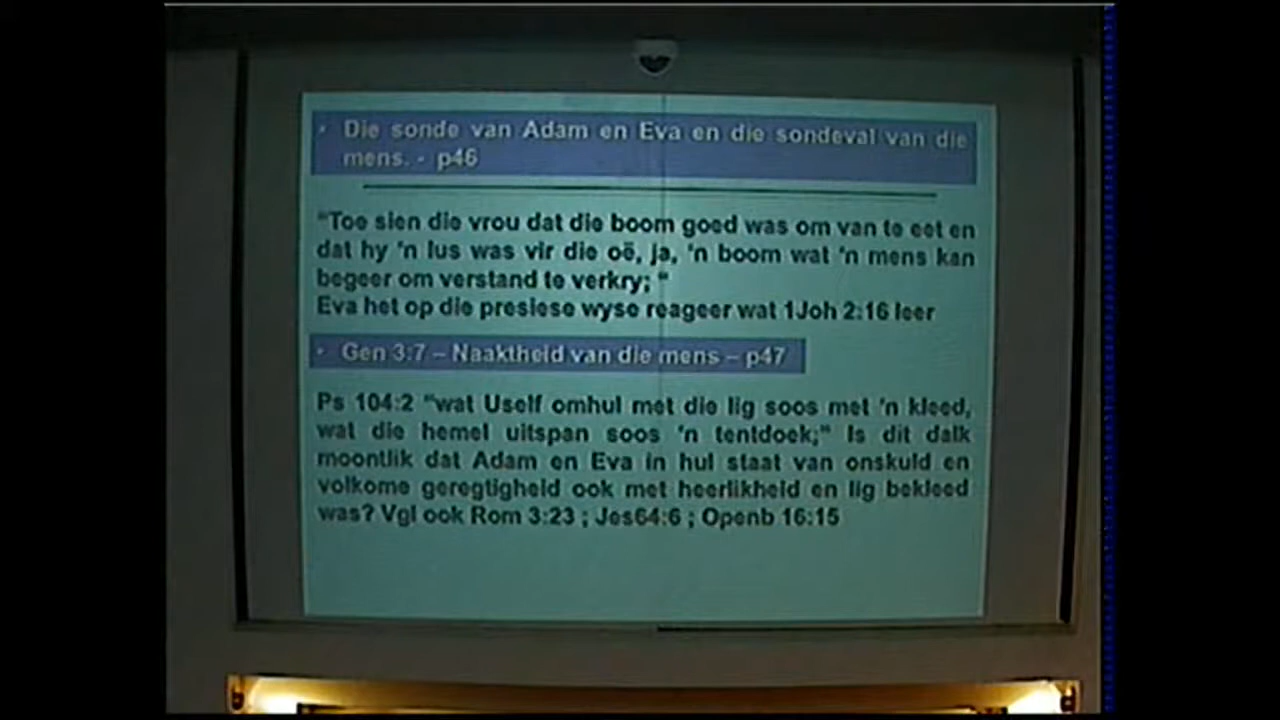 • Die sonde van Adam en Eva en die sondeval van die
mens. - p46
"Toe sien die vrou dat die boom goed was om van te eet en
dat hy 'n lus was vir die oë, ja, 'n boom wat 'n mens kan
begeer om verstand te verkry; "
Eva het op die presiese wyse reageer wat 1Joh 2:16 leer
• Gen 3:7 – Naaktheid van die mens – p47
Ps 104:2 "wat Uself omhul met die lig soos met 'n kleed,
wat die hemel uitspan soos 'n tentdoek;" Is dit dalk
moontlik dat Adam en Eva in hul staat van onskuld en
volkome geregtigheid ook met heerlikheid en lig bekleed
was? Vgl ook Rom 3:23 ; Jes64:6 ; Openb 16:15